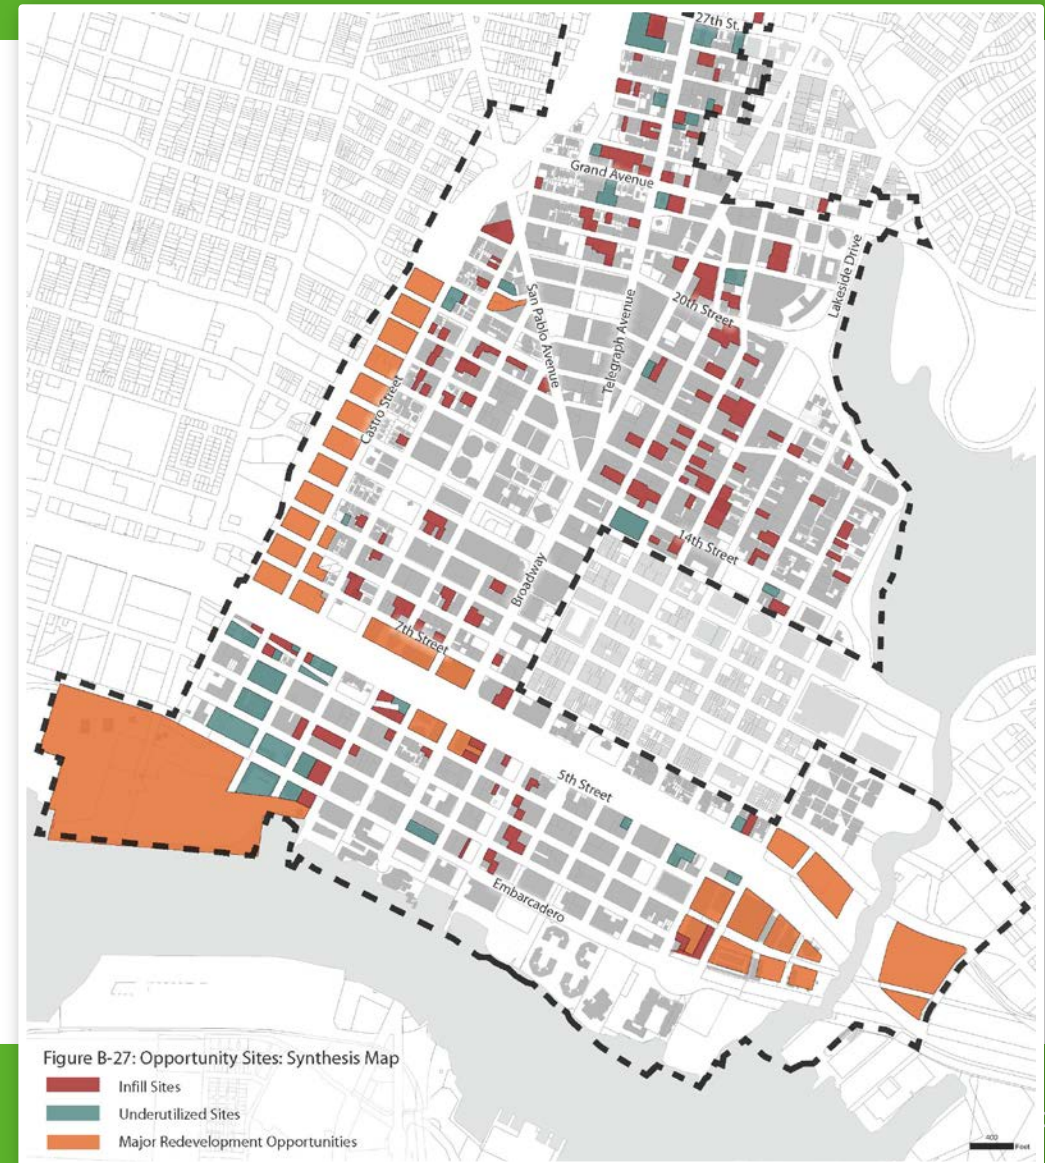 27th St.
Grand Avenue
Lakeside Drive
San Pablo Avenue
Telegraph Avenue
20th Street
Castro Street
14th Street
Broadway
7th Street
5th Street
Embarcadero
Figure B-27: Opportunity Sites: Synthesis Map
Infill Sites
Underutilized Sites
Major Redevelopment Opportunities
400
Feet